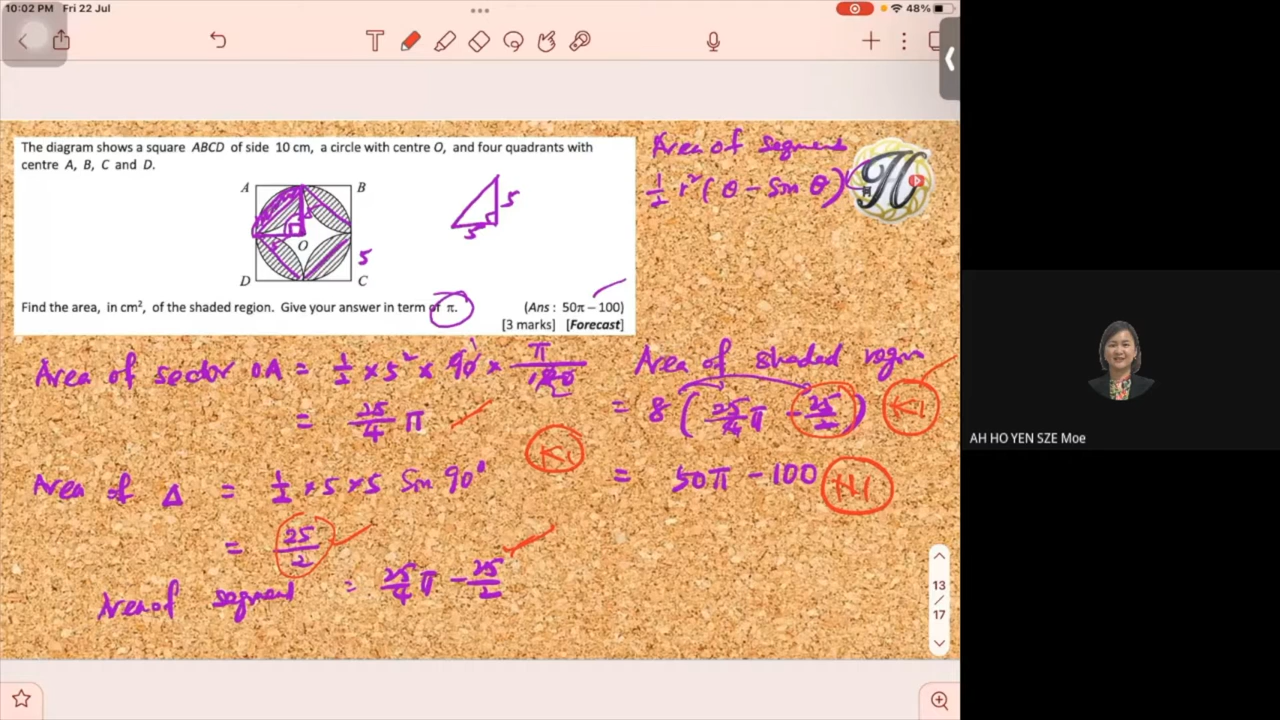 10:02 PM Fri 22 Jul
48%
The diagram shows a square ABCD of side 10 cm, a circle with centre O, and four quadrants with
centre A, B, C and D.
A
B
5
5
O
D
C
5
5
5
Find the area, in cm², of the shaded region. Give your answer in term of π.
(Ans : 50π – 100)
[3 marks] [Forecast]
Area of segment
½ r² ( θ – Sin θ )
Area of sector OA = ½ × 5² × 90° × π/180
= 25/4 π
Area of Δ = ½ × 5 × 5 Sin 90°
= 25/2
Area of segment = 25/4 π – 25/2
K1
Area of shaded region
= 8 ( 25/4 π – 25/2 ) K1
= 50π – 100 N1
13
/
17
AH HO YEN SZE Moe